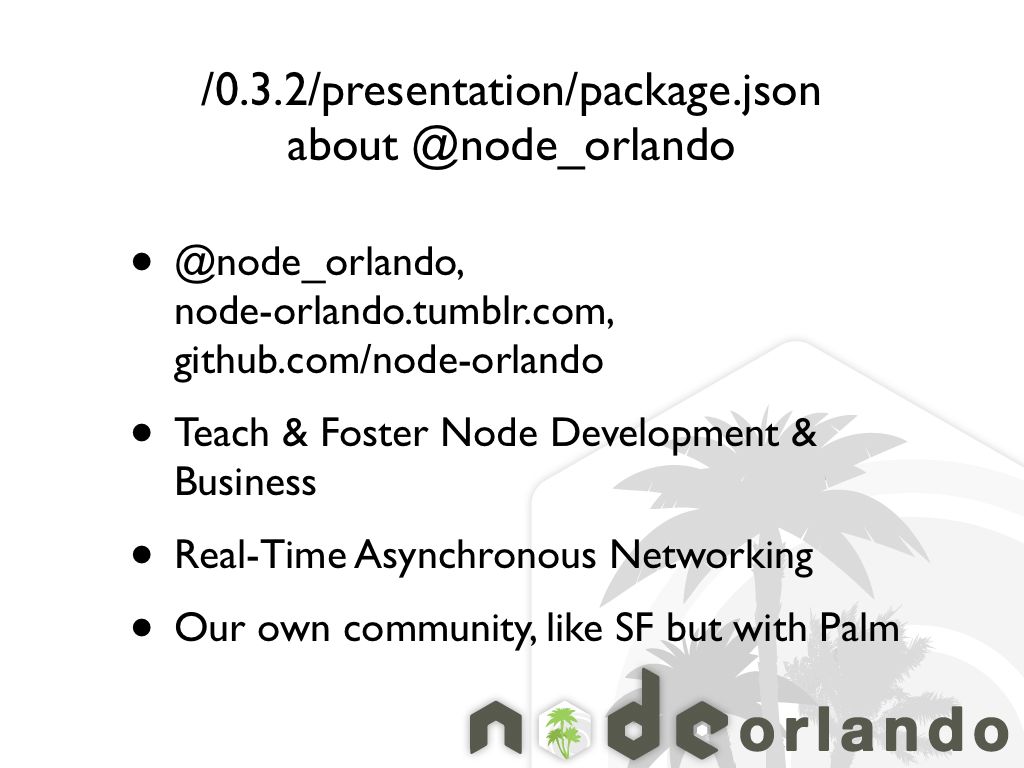 /0.3.2/presentation/package.json
about @node_orlando
• @node_orlando,
node-orlando.tumblr.com,
github.com/node-orlando
• Teach & Foster Node Development &
Business
• Real-Time Asynchronous Networking
• Our own community, like SF but with Palm
node orlando